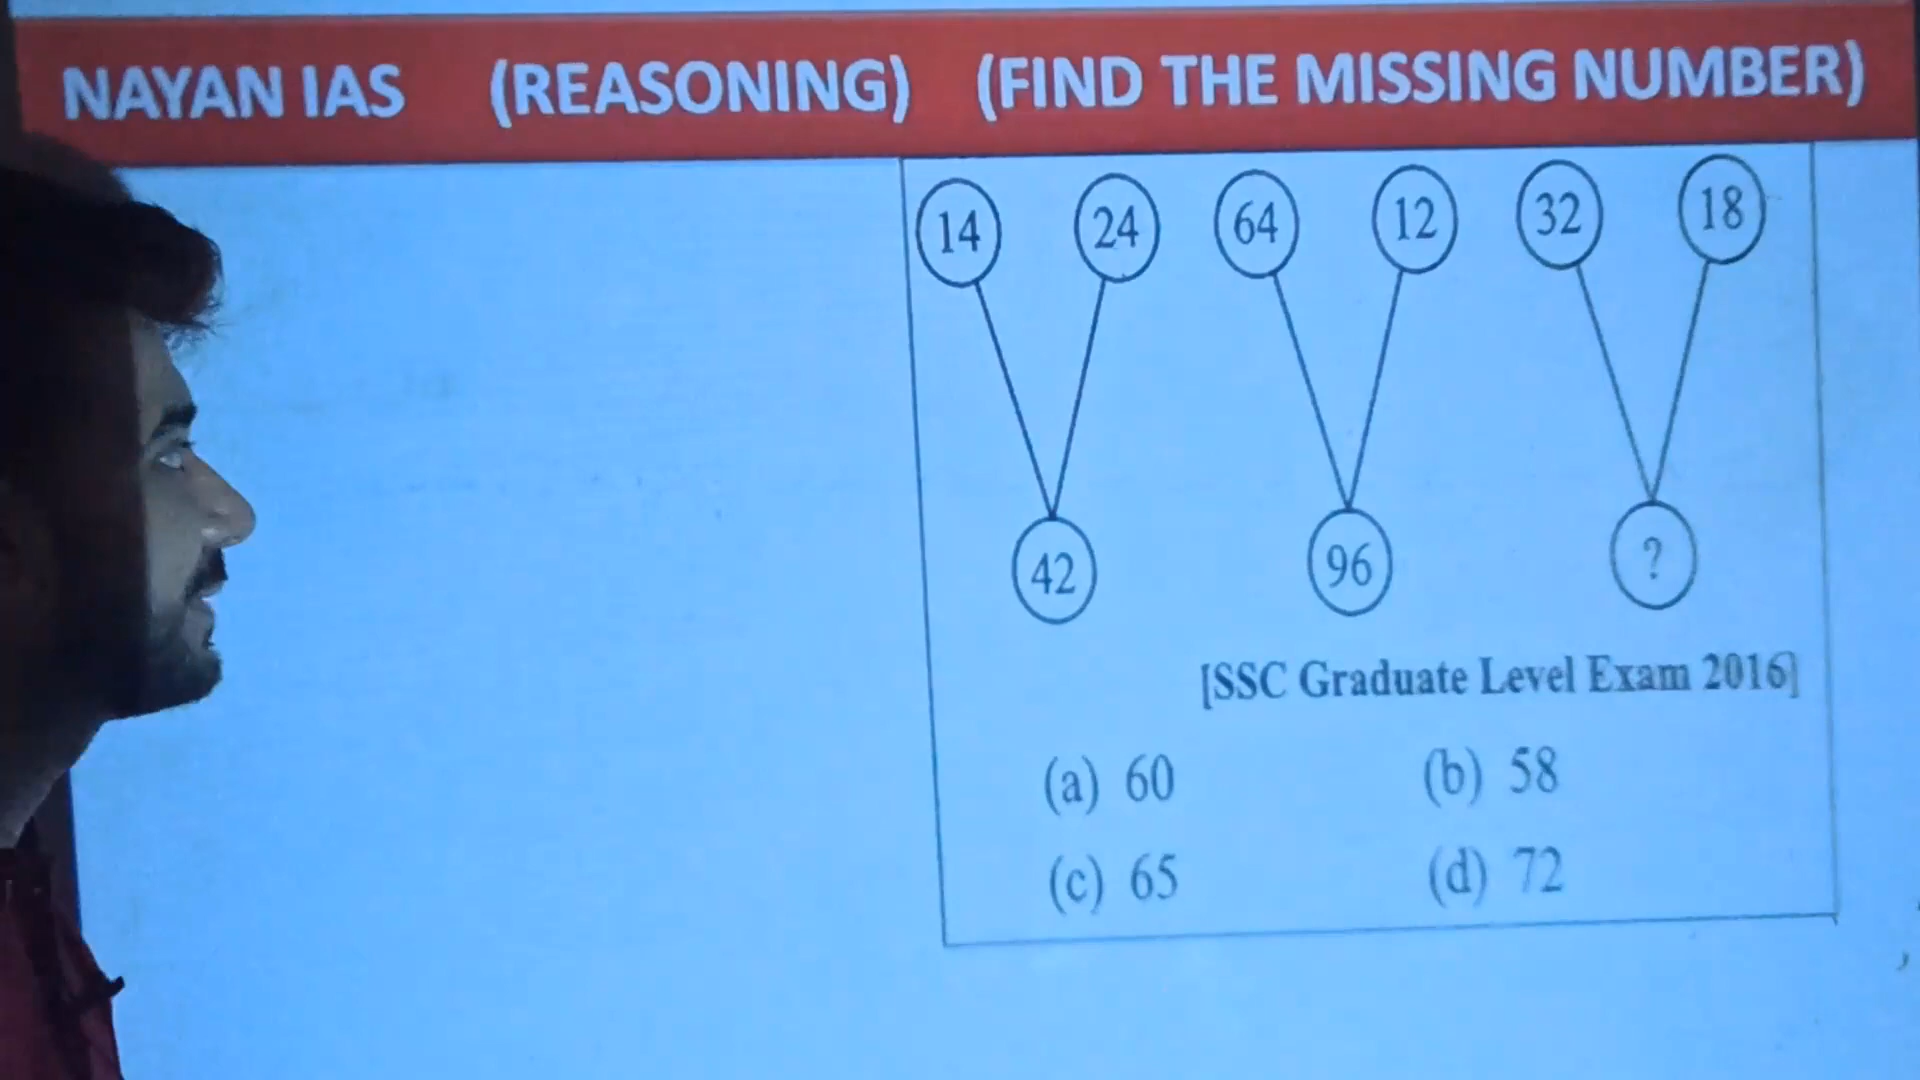 NAYAN IAS (REASONING) (FIND THE MISSING NUMBER)
14 24 64 12 32 18
42 96 ?
[SSC Graduate Level Exam 2016]
(a) 60 (b) 58
(c) 65 (d) 72